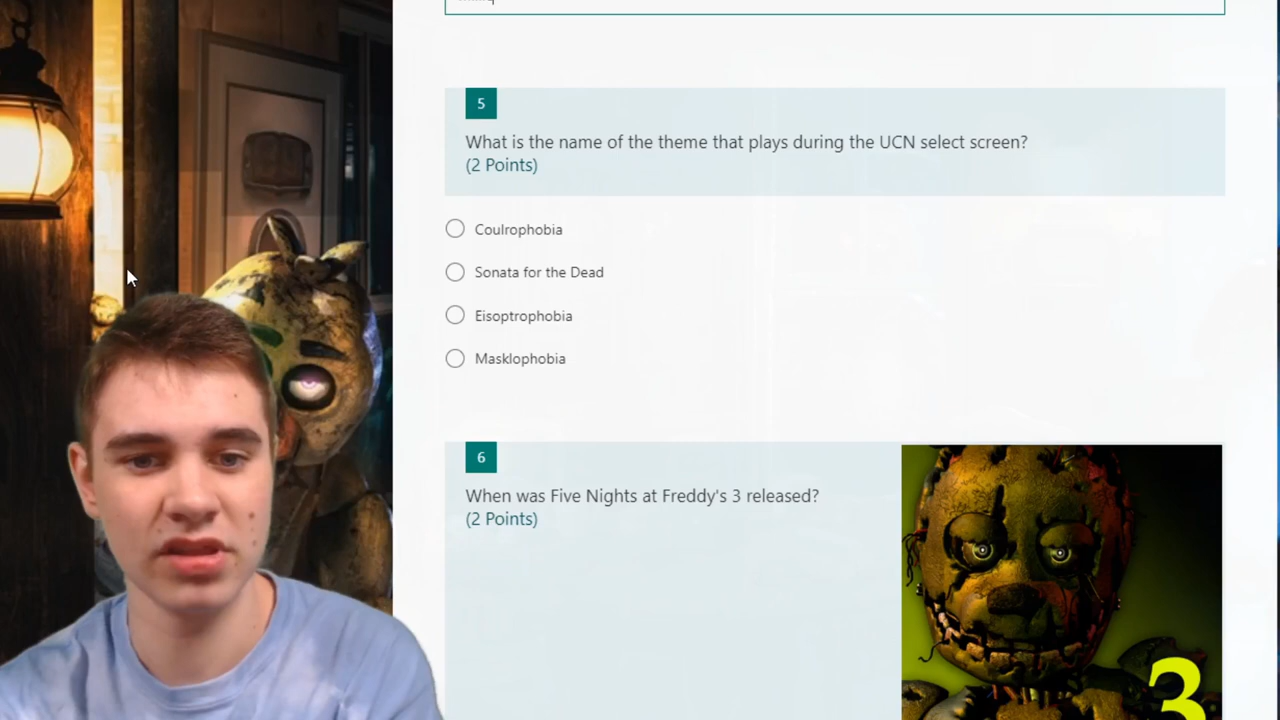 5
What is the name of the theme that plays during the UCN select screen?
(2 Points)
Coulrophobia
Sonata for the Dead
Eisoptrophobia
Masklophobia
6
When was Five Nights at Freddy's 3 released?
(2 Points)
3